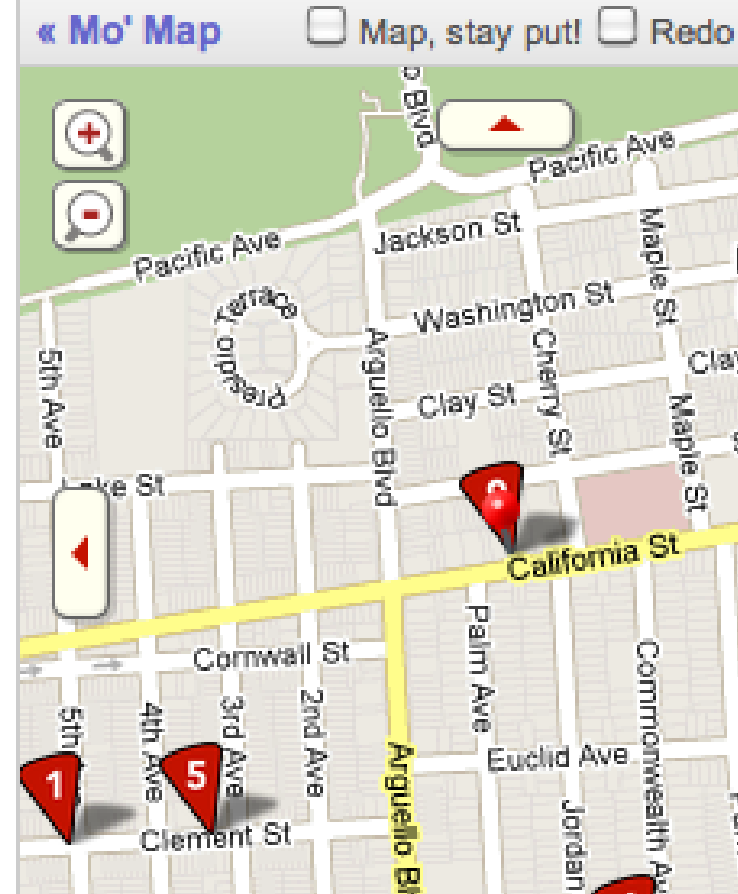 « Mo' Map
Map, stay put!
Redo
Blvd
Pacific Ave
Jackson St
Pacific Ave
Maple St
Terrace
Presidio
Washington St
5th Ave
Arguello Blvd
Cherry St
Clay St
Maple St
St
California St
Cornwall St
Palm Ave
Commonwealth
5th
4th Ave
3rd Ave
2nd Ave
1
5
Euclid Ave
Arguello
Clement St
Jordan